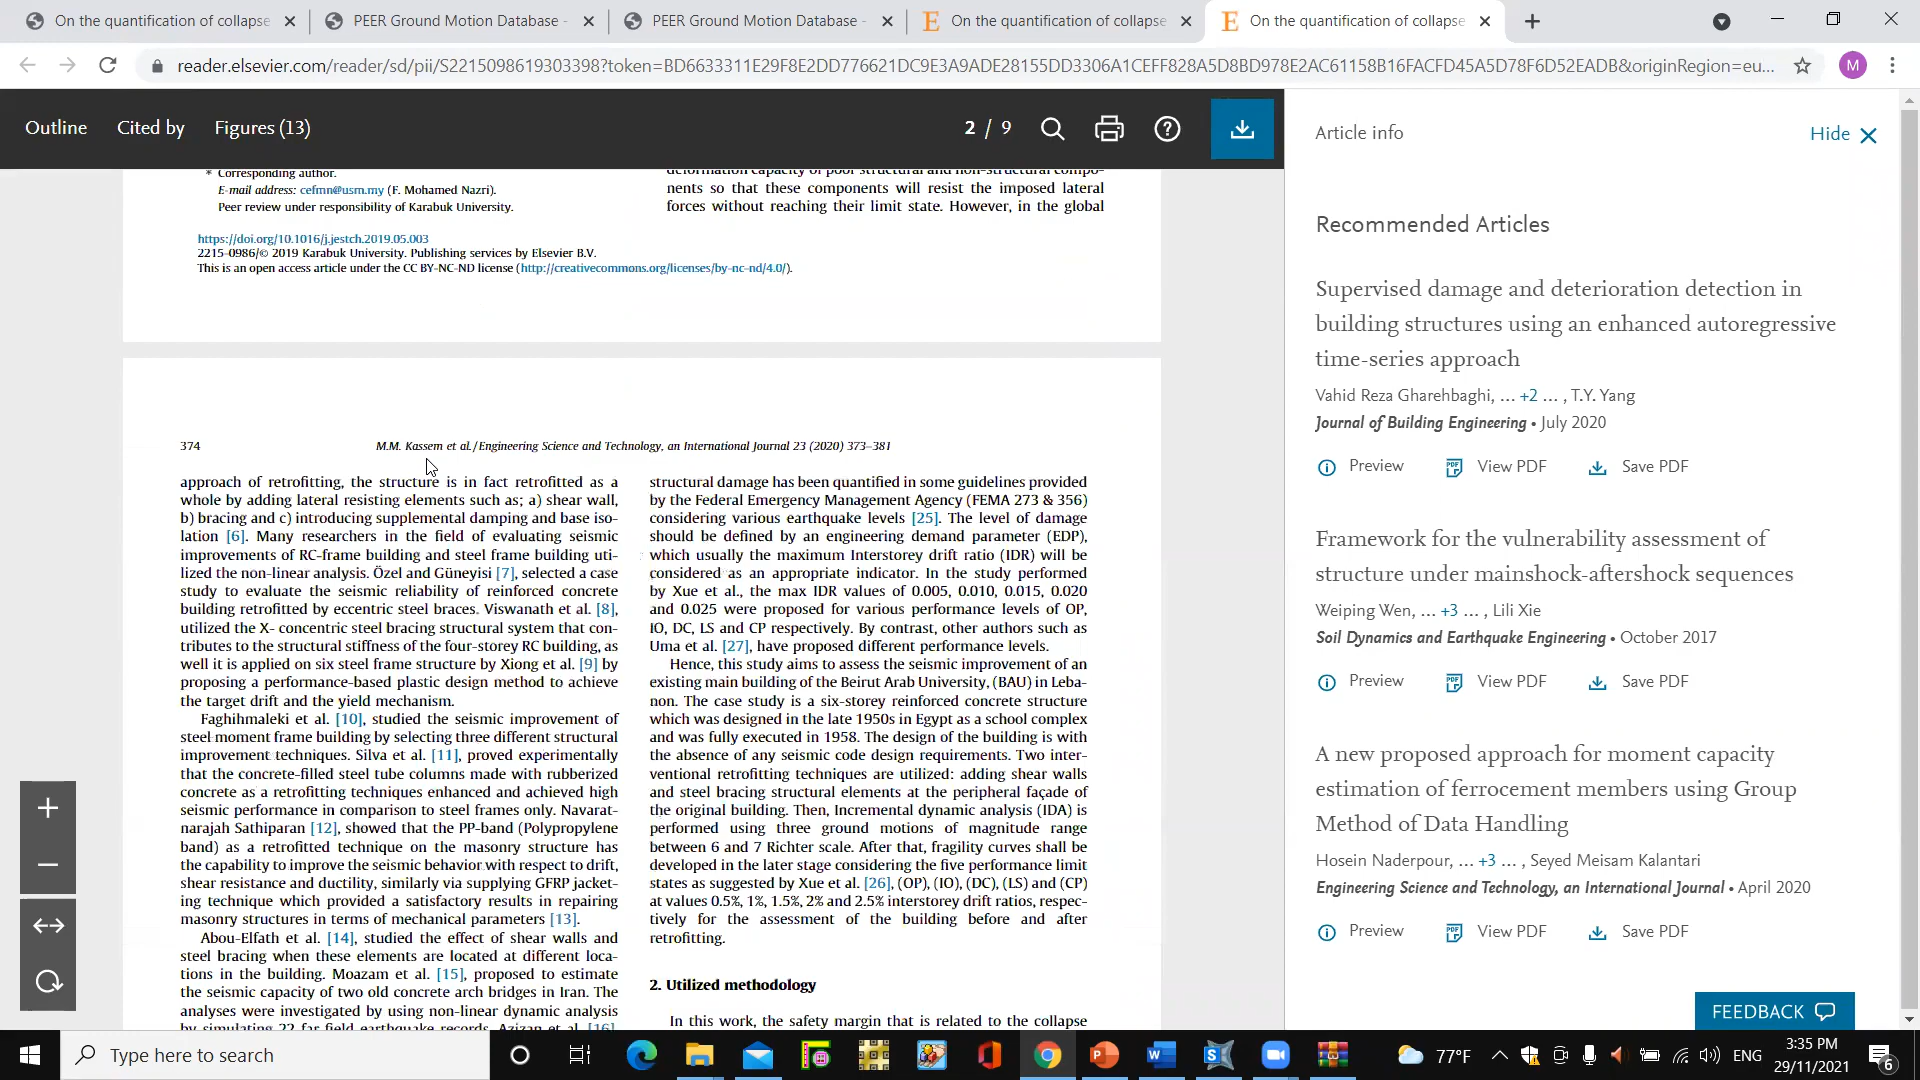 On the quantification of collapse
PEER Ground Motion Database -
PEER Ground Motion Database -
On the quantification of collapse
On the quantification of collapse
reader.elsevier.com/reader/sd/pii/S2215098619303398?token=BD6633311E29F8E2DD776621DC9E3A9ADE28155DD3306A1CEFF828A5D8BD978E2AC61158B16FACFD45A5D78F6D52EADB&originRegion=eu...
M
Outline
Cited by
Figures (13)
2 / 9
* Corresponding author.
E-mail address: cefmn@usm.my (F. Mohamed Nazri).
Peer review under responsibility of Karabuk University.
https://doi.org/10.1016/j.jestch.2019.05.003
2215-0986/© 2019 Karabuk University. Publishing services by Elsevier B.V.
This is an open access article under the CC BY-NC-ND license (http://creativecommons.org/licenses/by-nc-nd/4.0/).
deformation capacity of poor structural and non-structural compo-
nents so that these components will resist the imposed lateral
forces without reaching their limit state. However, in the global
374
M.M. Kassem et al./Engineering Science and Technology, an International Journal 23 (2020) 373–381
approach of retrofitting, the structure is in fact retrofitted as a
whole by adding lateral resisting elements such as; a) shear wall,
b) bracing and c) introducing supplemental damping and base iso-
lation [6]. Many researchers in the field of evaluating seismic
improvements of RC-frame building and steel frame building uti-
lized the non-linear analysis. Özel and Güneyisi [7], selected a case
study to evaluate the seismic reliability of reinforced concrete
building retrofitted by eccentric steel braces. Viswanath et al. [8],
utilized the X- concentric steel bracing structural system that con-
tributes to the structural stiffness of the four-storey RC building, as
well it is applied on six steel frame structure by Xiong et al. [9] by
proposing a performance-based plastic design method to achieve
the target drift and the yield mechanism.
Faghihmaleki et al. [10], studied the seismic improvement of
steel moment frame building by selecting three different structural
improvement techniques. Silva et al. [11], proved experimentally
that the concrete-filled steel tube columns made with rubberized
concrete as a retrofitting techniques enhanced and achieved high
seismic performance in comparison to steel frames only. Navarat-
narajah Sathiparan [12], showed that the PP-band (Polypropylene
band) as a retrofitted technique on the masonry structure has
the capability to improve the seismic behavior with respect to drift,
shear resistance and ductility, similarly via supplying GFRP jacket-
ing technique which provided a satisfactory results in repairing
masonry structures in terms of mechanical parameters [13].
Abou-Elfath et al. [14], studied the effect of shear walls and
steel bracing when these elements are located at different loca-
tions in the building. Moazam et al. [15], proposed to estimate
the seismic capacity of two old concrete arch bridges in Iran. The
analyses were investigated by using non-linear dynamic analysis
by simulating 22 far field earthquake records. Azizan et al. [16],
structural damage has been quantified in some guidelines provided
by the Federal Emergency Management Agency (FEMA 273 & 356)
considering various earthquake levels [25]. The level of damage
should be defined by an engineering demand parameter (EDP),
which usually the maximum Interstorey drift ratio (IDR) will be
considered as an appropriate indicator. In the study performed
by Xue et al., the max IDR values of 0.005, 0.010, 0.015, 0.020
and 0.025 were proposed for various performance levels of OP,
IO, DC, LS and CP respectively. By contrast, other authors such as
Uma et al. [27], have proposed different performance levels.
Hence, this study aims to assess the seismic improvement of an
existing main building of the Beirut Arab University, (BAU) in Leba-
non. The case study is a six-storey reinforced concrete structure
which was designed in the late 1950s in Egypt as a school complex
and was fully executed in 1958. The design of the building is with
the absence of any seismic code design requirements. Two inter-
ventional retrofitting techniques are utilized: adding shear walls
and steel bracing structural elements at the peripheral façade of
the original building. Then, Incremental dynamic analysis (IDA) is
performed using three ground motions of magnitude range
between 6 and 7 Richter scale. After that, fragility curves shall be
developed in the later stage considering the five performance limit
states as suggested by Xue et al. [26], (OP), (IO), (DC), (LS) and (CP)
at values 0.5%, 1%, 1.5%, 2% and 2.5% interstorey drift ratios, respec-
tively for the assessment of the building before and after
retrofitting.
2. Utilized methodology
In this work, the safety margin that is related to the collapse
Article info
Hide
Recommended Articles
Supervised damage and deterioration detection in
building structures using an enhanced autoregressive
time-series approach
Vahid Reza Gharehbaghi, ... +2 ... , T.Y. Yang
Journal of Building Engineering • July 2020
Preview
View PDF
Save PDF
Framework for the vulnerability assessment of
structure under mainshock-aftershock sequences
Weiping Wen, ... +3 ... , Lili Xie
Soil Dynamics and Earthquake Engineering • October 2017
Preview
View PDF
Save PDF
A new proposed approach for moment capacity
estimation of ferrocement members using Group
Method of Data Handling
Hosein Naderpour, ... +3 ... , Seyed Meisam Kalantari
Engineering Science and Technology, an International Journal • April 2020
Preview
View PDF
Save PDF
FEEDBACK
Type here to search
77°F
ENG
3:35 PM
29/11/2021
6